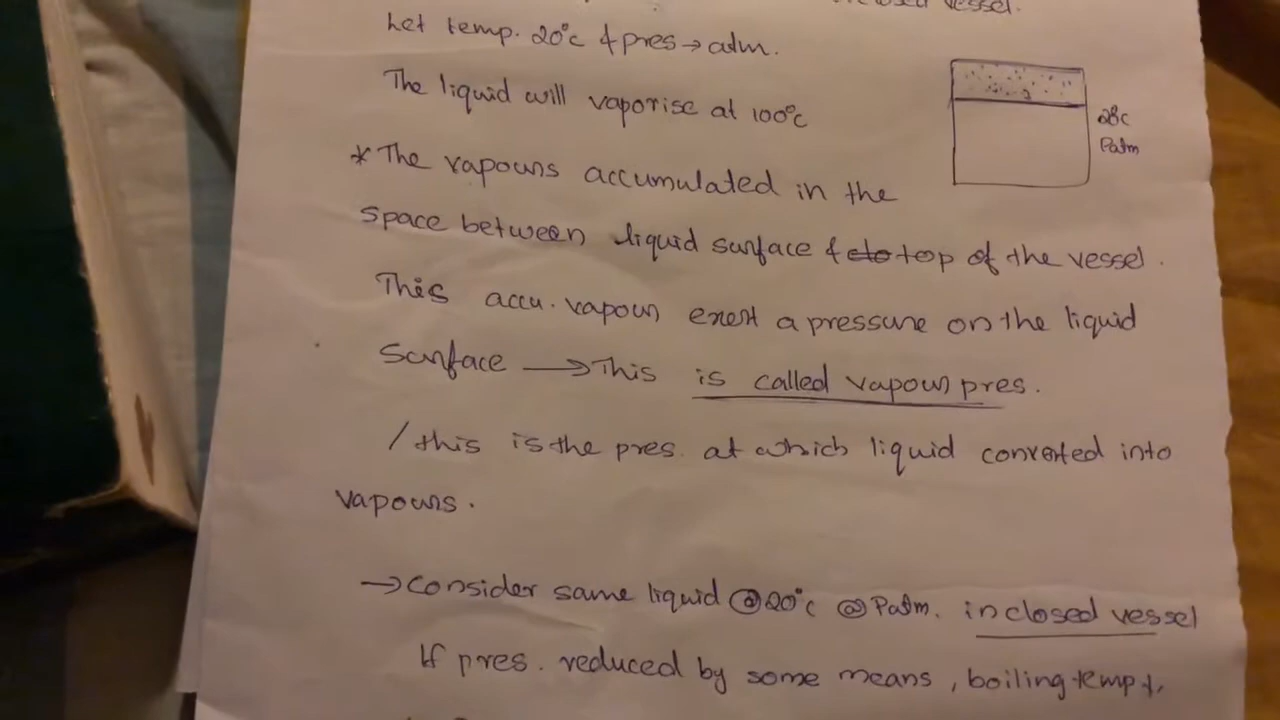 closed vessel.
Let temp. 20°c & pres → atm.
The liquid will vaporise at 100°c
20°c
Patm
* The vapours accumulated in the
space between liquid surface & top of the vessel.
This accu. vapour exert a pressure on the liquid
Surface → This is called vapour pres.
/ this is the pres. at which liquid converted into
vapours.
→ Consider same liquid @ 20°c @ Patm. in closed vessel
If pres. reduced by some means, boiling temp ↓.